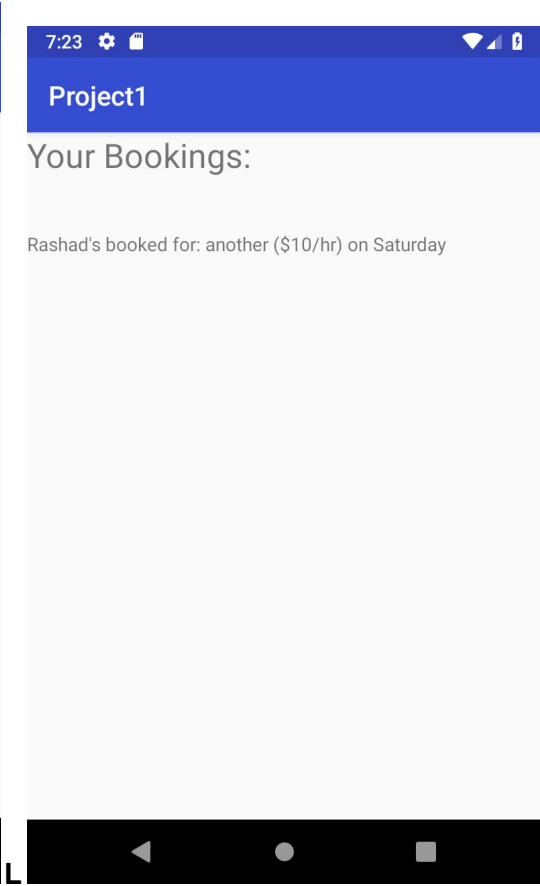 7:23
Project1
Your Bookings:
Rashad's booked for: another ($10/hr) on Saturday
L